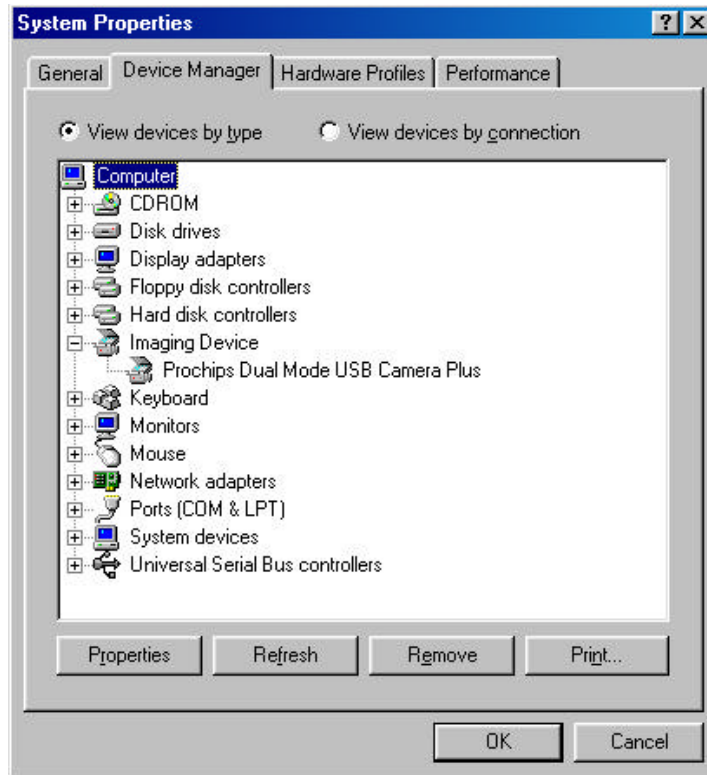 System Properties
General Device Manager Hardware Profiles Performance
View devices by type View devices by connection
Computer
CDROM
Disk drives
Display adapters
Floppy disk controllers
Hard disk controllers
Imaging Device
Prochips Dual Mode USB Camera Plus
Keyboard
Monitors
Mouse
Network adapters
Ports (COM & LPT)
System devices
Universal Serial Bus controllers
Properties Refresh Remove Print...
OK Cancel